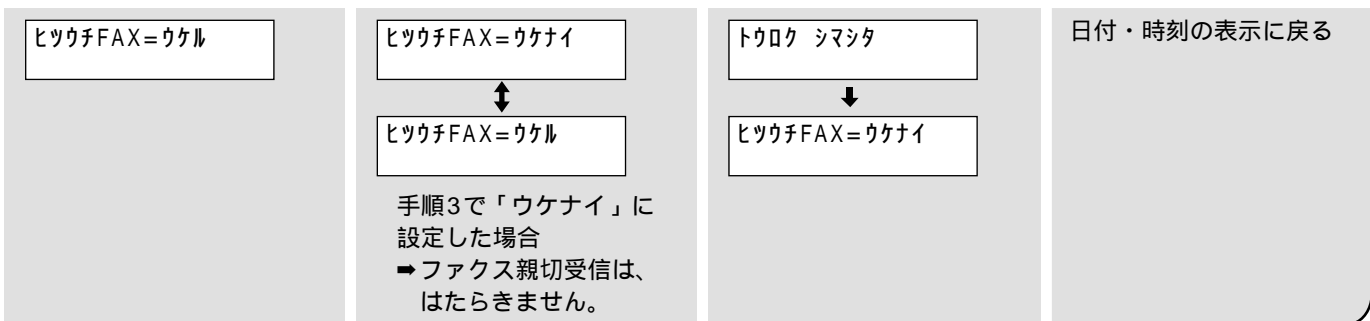 ﾋﾂｳﾁFAX=ｳｹﾙ
ﾋﾂｳﾁFAX=ｳｹﾅｲ
ﾋﾂｳﾁFAX=ｳｹﾙ
手順3で「ウケナイ」に
設定した場合
➡ファクス親切受信は、
はたらきません。
ﾄｳﾛｸ ｼﾏｼﾀ
ﾋﾂｳﾁFAX=ｳｹﾅｲ
日付・時刻の表示に戻る